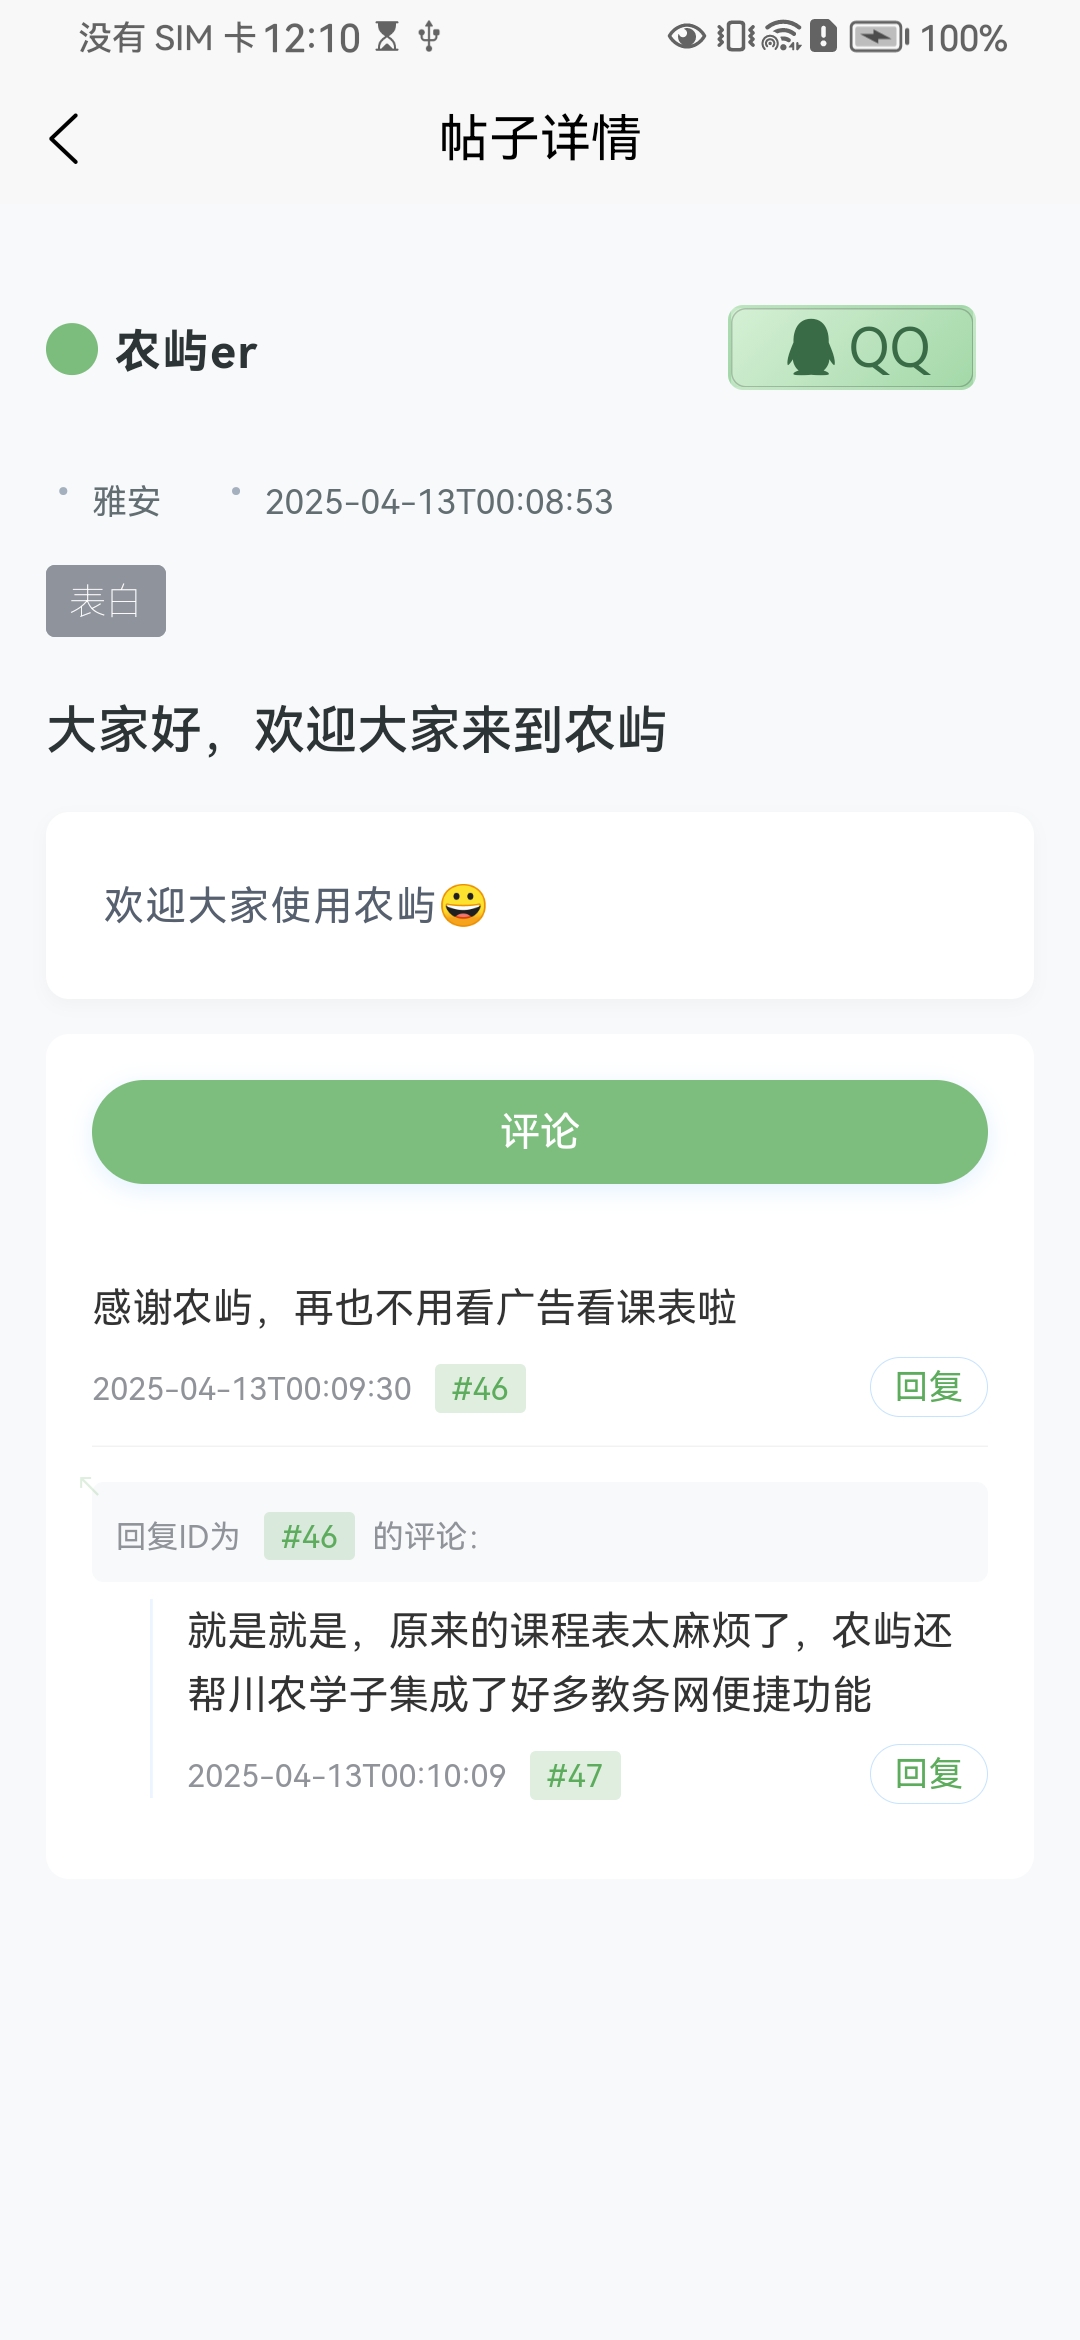 没有 SIM 卡 12:10 100%
帖子详情
农屿er QQ
雅安 2025-04-13T00:08:53
表白
大家好，欢迎大家来到农屿
欢迎大家使用农屿😀
评论
感谢农屿，再也不用看广告看课表啦
2025-04-13T00:09:30 #46 回复
回复ID为 #46 的评论：
就是就是，原来的课程表太麻烦了，农屿还
帮川农学子集成了好多教务网便捷功能
2025-04-13T00:10:09 #47 回复